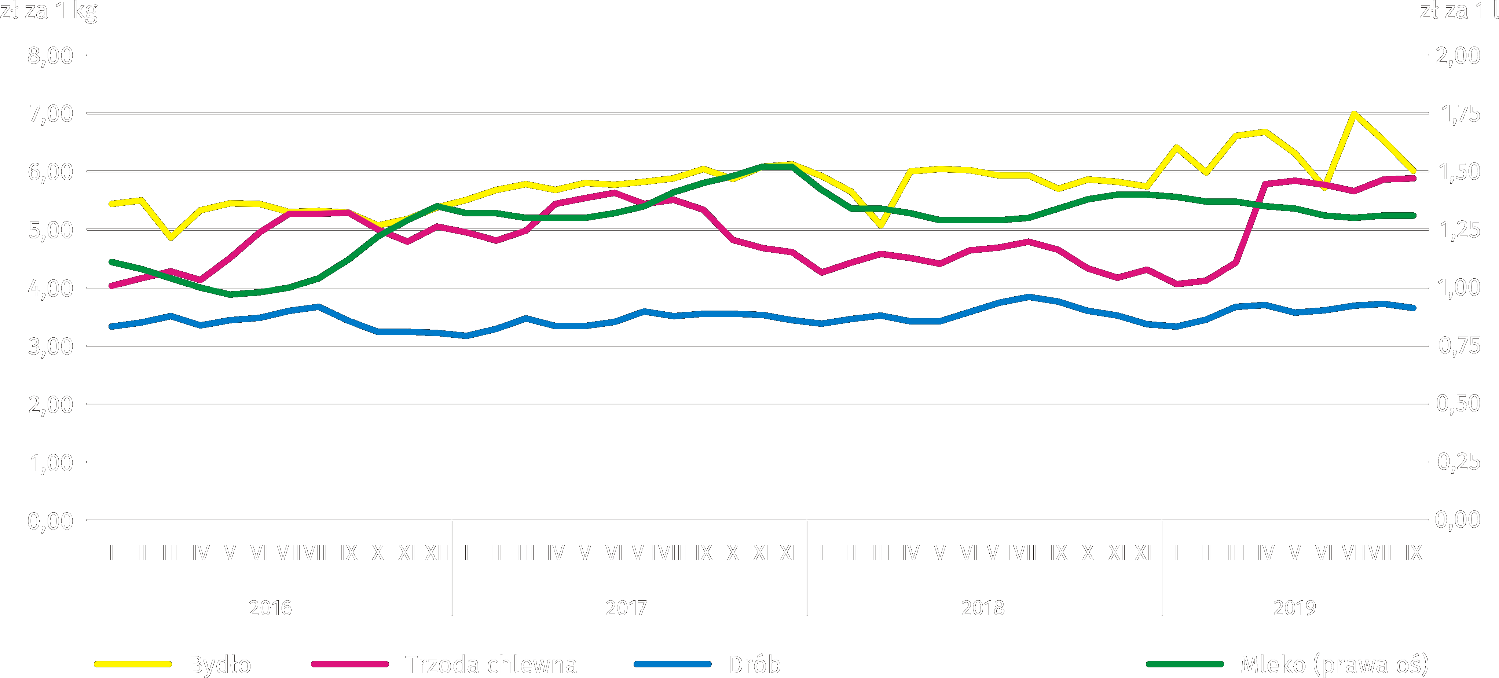 zł za 1 kg zł za 1 l
8,00 2,00
7,00 1,75
6,00 1,50
5,00 1,25
4,00 1,00
3,00 0,75
2,00 0,50
1,00 0,25
0,00 0,00
I II III IV V VI VII VIII IX X XI XII I II III IV V VI VII VIII IX X XI XII I II III IV V VI VII VIII IX X XI XII I II III IV V VI VII VIII IX
2016 2017 2018 2019
Bydło Trzoda chlewna Drób Mleko (prawa oś)